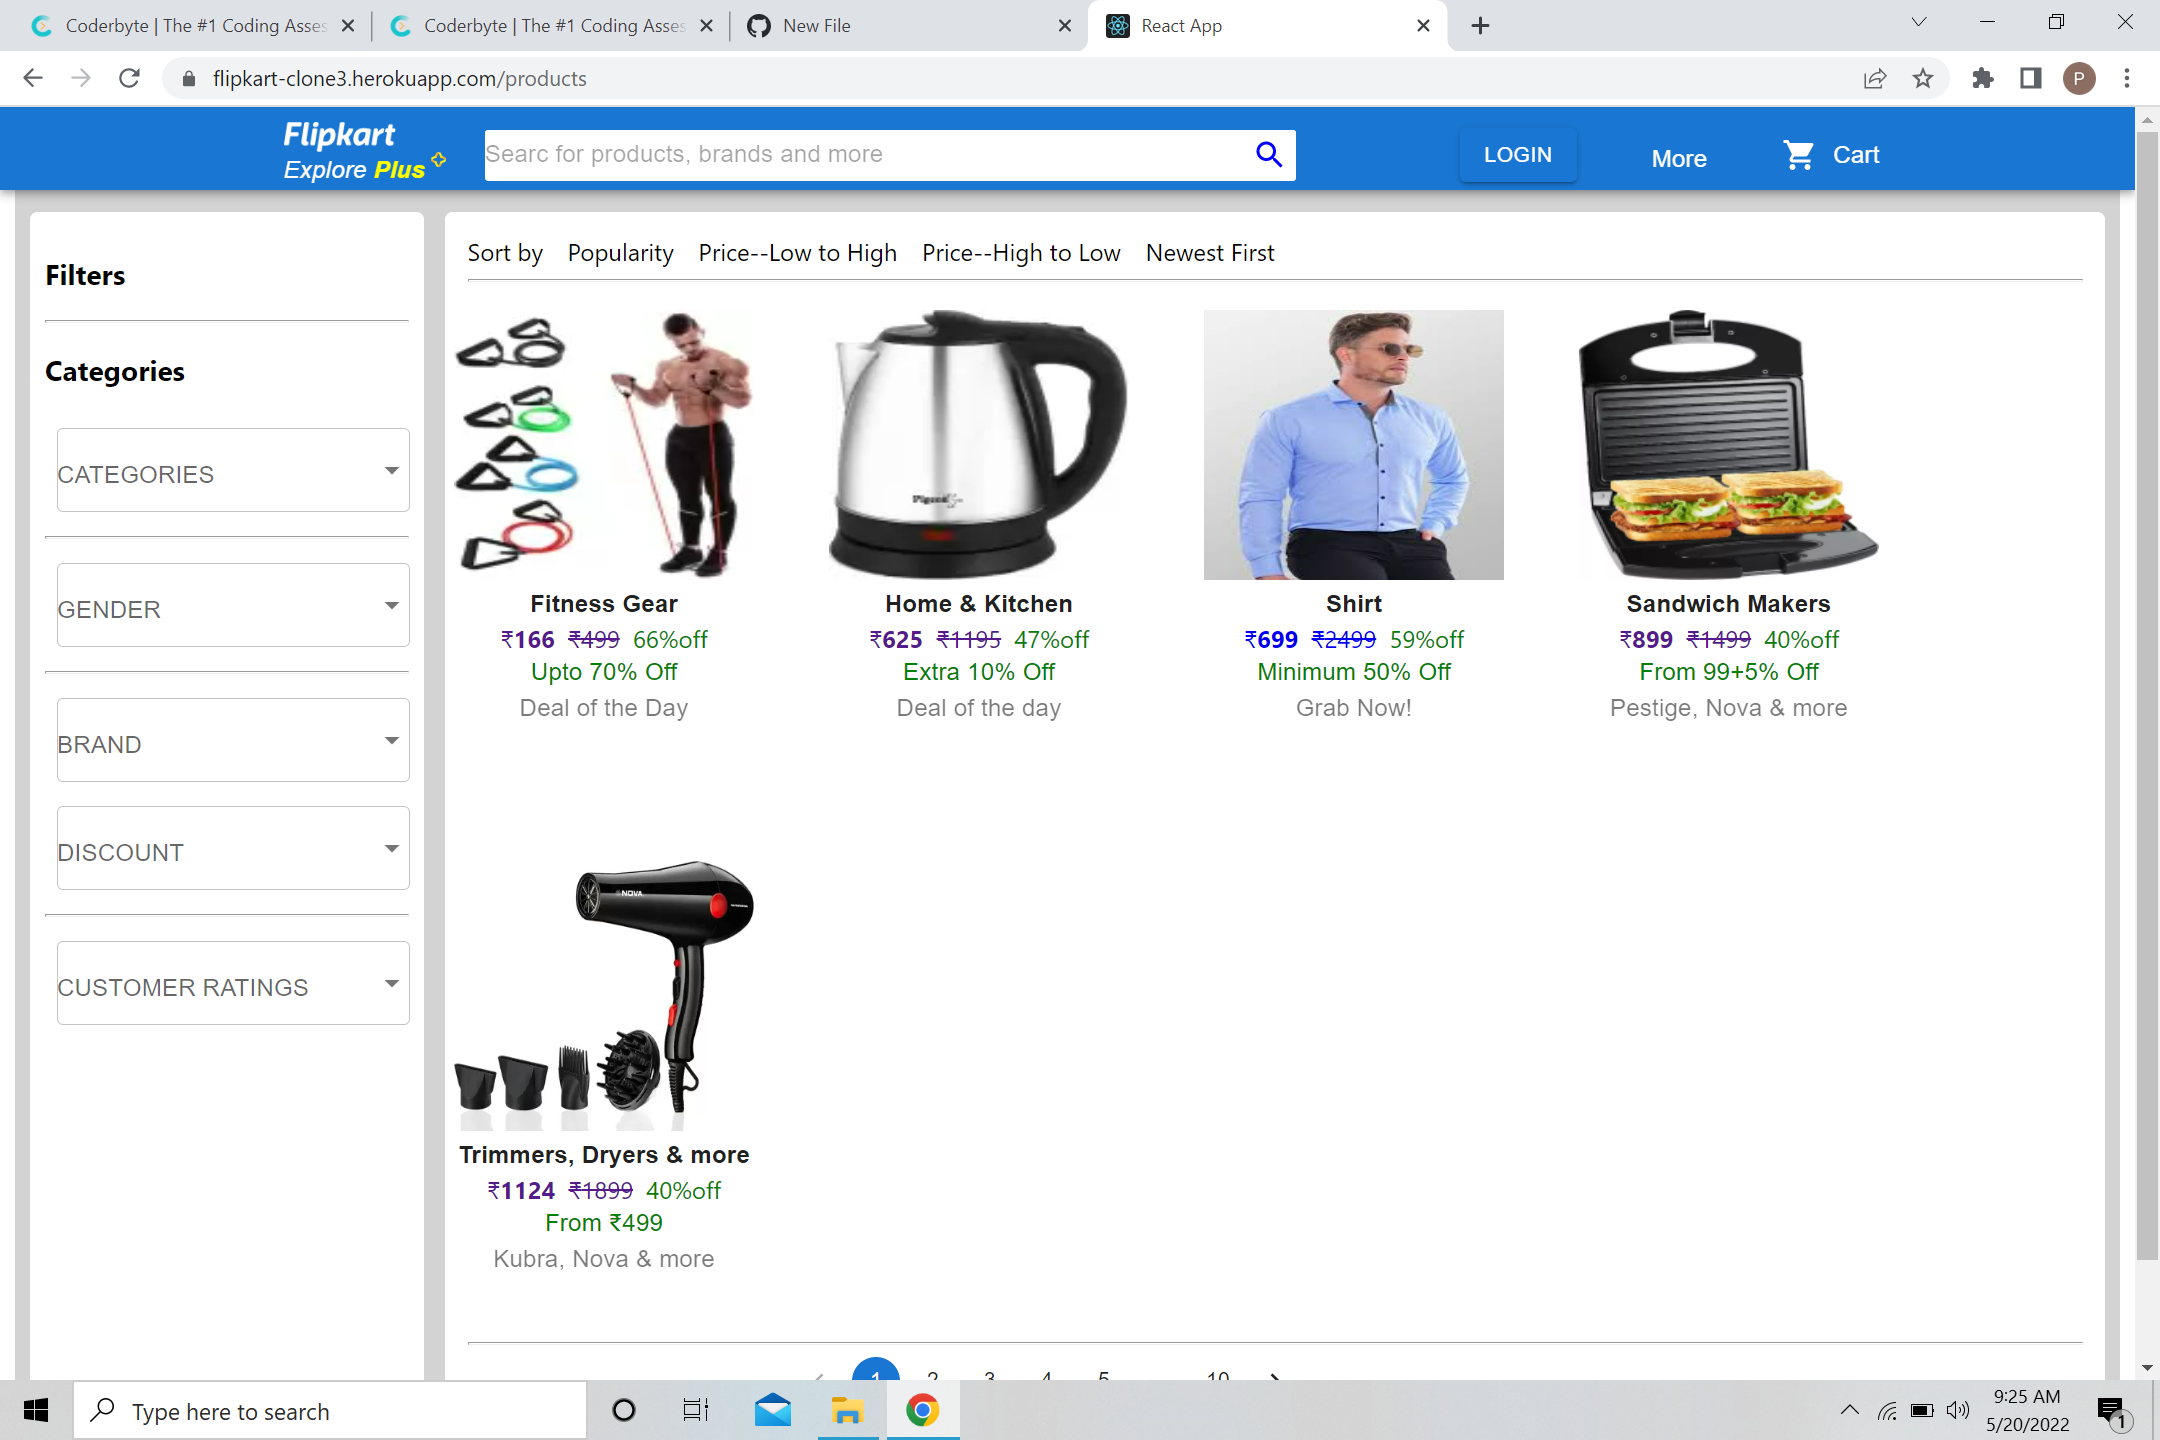 Coderbyte | The #1 Coding Asses
Coderbyte | The #1 Coding Asses
New File
React App
flipkart-clone3.herokuapp.com/products
P
Flipkart
Explore Plus
Searc for products, brands and more
LOGIN
More
Cart
Filters
Categories
CATEGORIES
GENDER
BRAND
DISCOUNT
CUSTOMER RATINGS
Sort by Popularity Price--Low to High Price--High to Low Newest First
Fitness Gear
₹166 ₹499 66%off
Upto 70% Off
Deal of the Day
Pigeon
Home & Kitchen
₹625 ₹1195 47%off
Extra 10% Off
Deal of the day
Shirt
₹699 ₹2499 59%off
Minimum 50% Off
Grab Now!
Sandwich Makers
₹899 ₹1499 40%off
From 99+5% Off
Pestige, Nova & more
NOVA
Trimmers, Dryers & more
₹1124 ₹1899 40%off
From ₹499
Kubra, Nova & more
1 2 3 4 5 10
Type here to search
9:25 AM
5/20/2022
1